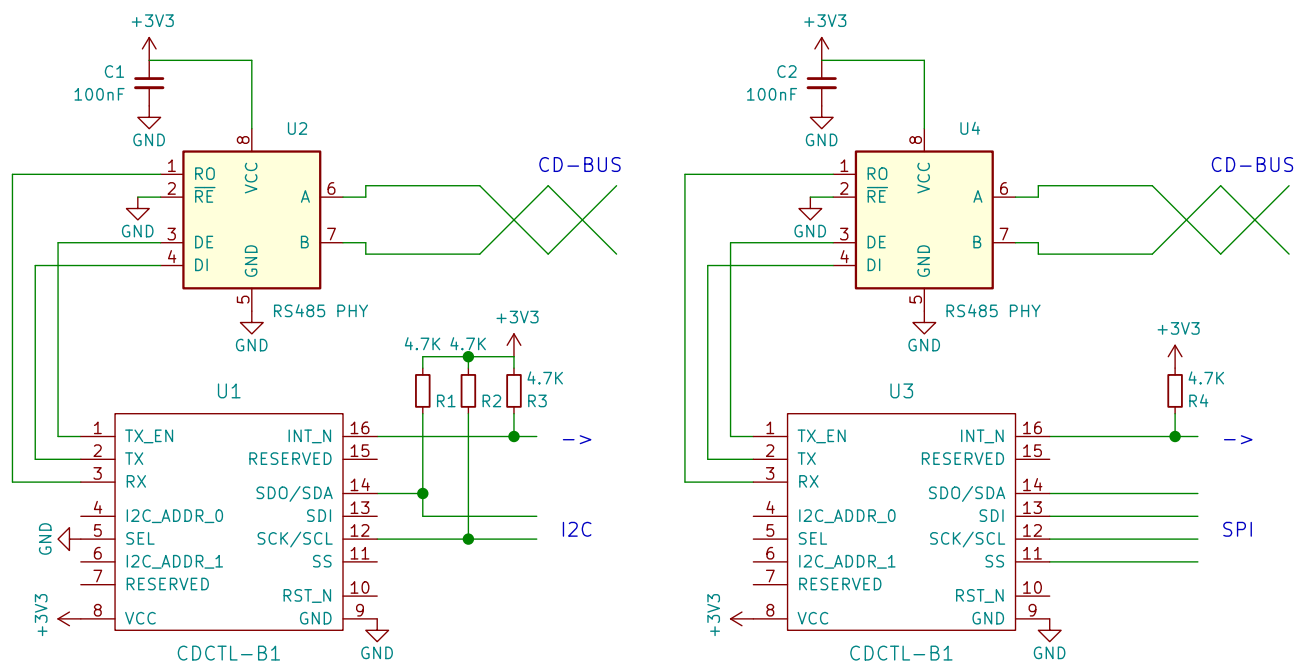 +3V3
C1
100nF
GND
U2
8
VCC
1
RO
2
RE
GND
3
DE
4
DI
A
6
B
7
GND
5
RS485 PHY
GND
CD-BUS
+3V3
4.7K
4.7K
4.7K
R1
R2
R3
U1
1
TX_EN
2
TX
3
RX
4
I2C_ADDR_0
GND
5
SEL
6
I2C_ADDR_1
7
RESERVED
+3V3
8
VCC
INT_N
16
RESERVED
15
SDO/SDA
14
SDI
13
SCK/SCL
12
SS
11
RST_N
10
GND
9
GND
CDCTL-B1
->
I2C
+3V3
C2
100nF
GND
U4
8
VCC
1
RO
2
RE
GND
3
DE
4
DI
A
6
B
7
GND
5
RS485 PHY
GND
CD-BUS
+3V3
4.7K
R4
U3
1
TX_EN
2
TX
3
RX
4
I2C_ADDR_0
5
SEL
6
I2C_ADDR_1
7
RESERVED
+3V3
8
VCC
INT_N
16
RESERVED
15
SDO/SDA
14
SDI
13
SCK/SCL
12
SS
11
RST_N
10
GND
9
GND
CDCTL-B1
->
SPI